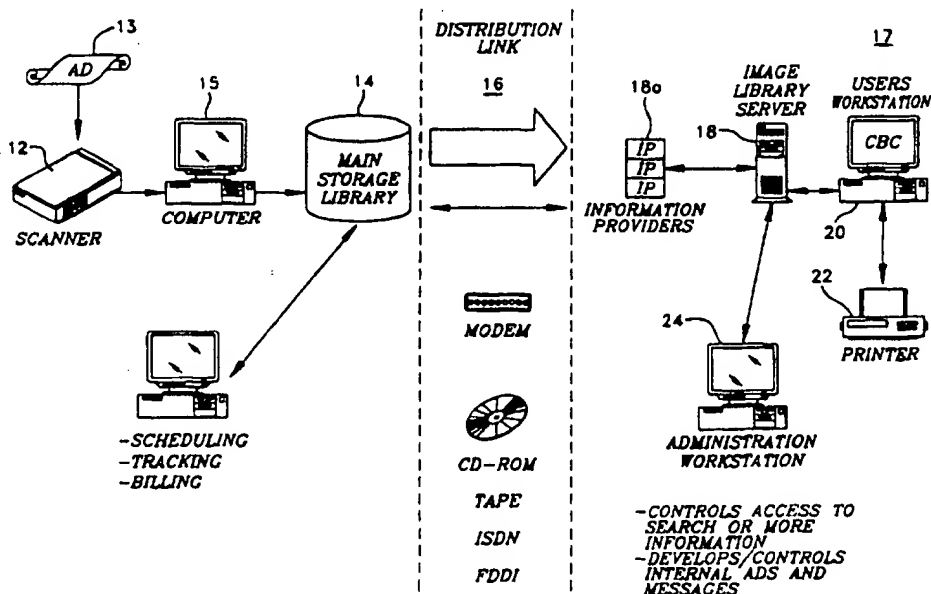 13
AD
12
SCANNER
15
COMPUTER
14
MAIN
STORAGE
LIBRARY
-SCHEDULING
-TRACKING
-BILLING
DISTRIBUTION
LINK
16
MODEM
CD-ROM
TAPE
ISDN
FDDI
18a
IP
IP
IP
INFORMATION
PROVIDERS
IMAGE
LIBRARY
SERVER
18
17
USERS
WORKSTATION
CBC
20
22
PRINTER
24
ADMINISTRATION
WORKSTATION
-CONTROLS ACCESS TO
SEARCH OR MORE
INFORMATION
-DEVELOPS/CONTROLS
INTERNAL ADS AND
MESSAGES